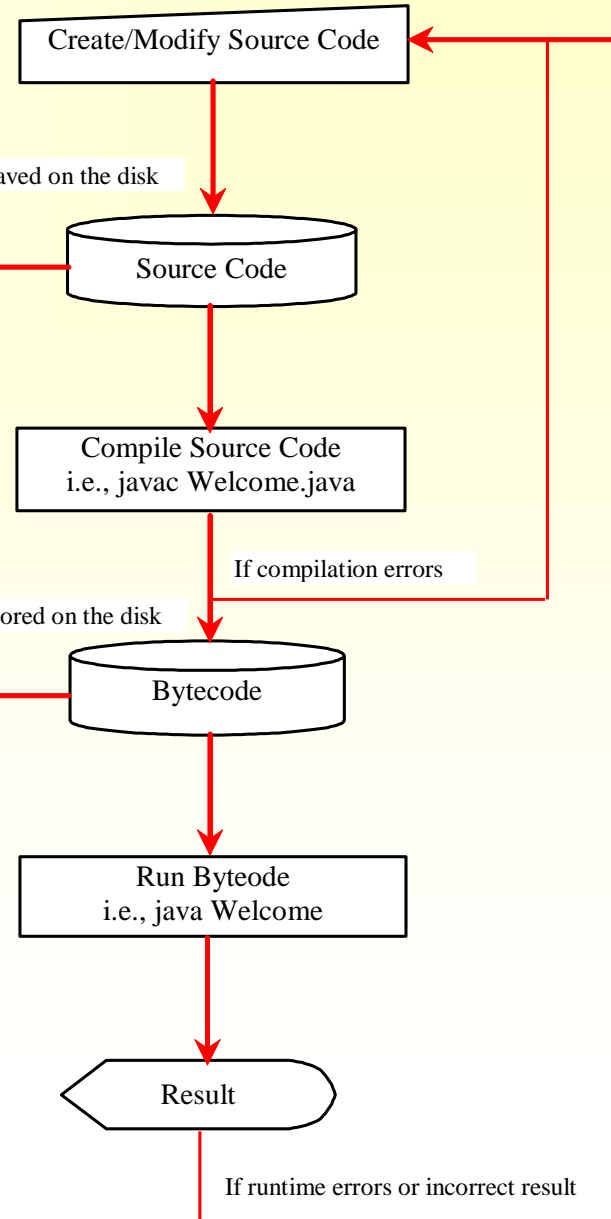 Create/Modify Source Code
aved on the disk
Source Code
Compile Source Code
i.e., javac Welcome.java
If compilation errors
ored on the disk
Bytecode
Run Byteode
i.e., java Welcome
Result
If runtime errors or incorrect result